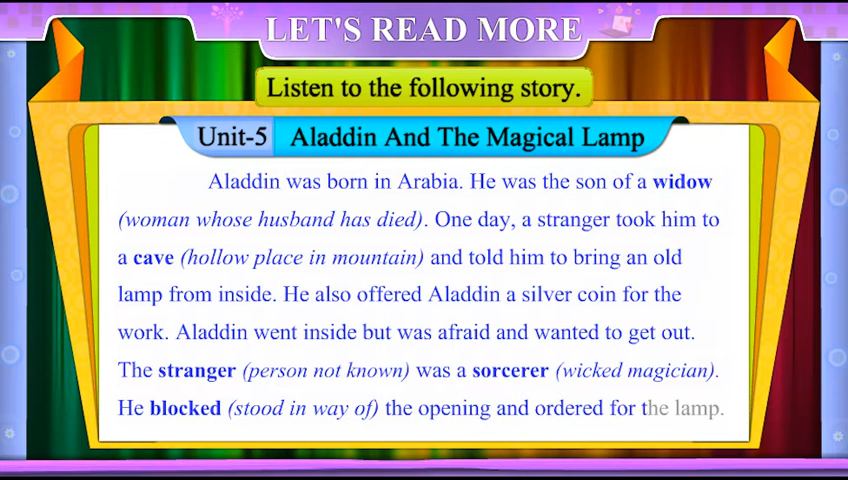 LET'S READ MORE
Listen to the following story.
Unit-5 Aladdin And The Magical Lamp
Aladdin was born in Arabia. He was the son of a widow
(woman whose husband has died). One day, a stranger took him to
a cave (hollow place in mountain) and told him to bring an old
lamp from inside. He also offered Aladdin a silver coin for the
work. Aladdin went inside but was afraid and wanted to get out.
The stranger (person not known) was a sorcerer (wicked magician).
He blocked (stood in way of) the opening and ordered for the lamp.